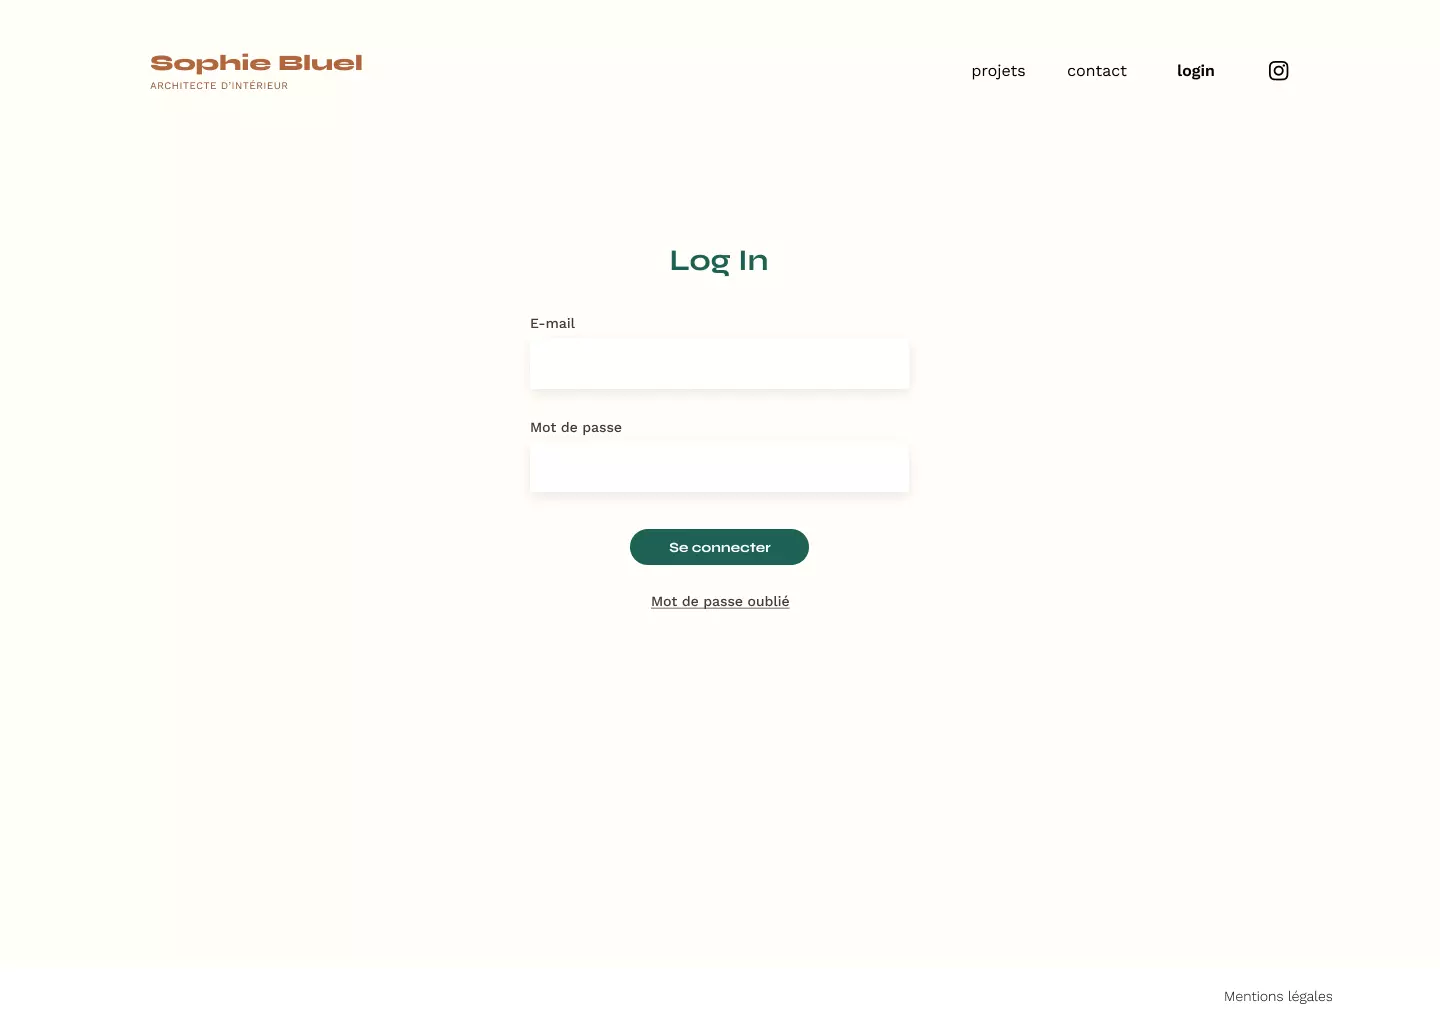 Sophie Bluel
ARCHITECTE D'INTÉRIEUR
projets
contact
login
Log In
E-mail
Mot de passe
Se connecter
Mot de passe oublié
Mentions légales